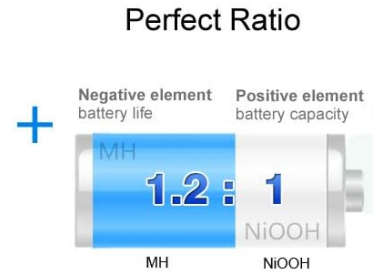 Perfect Ratio
+
Negative element Positive element
battery life battery capacity
MH
1.2 : 1
NiOOH
MH NiOOH